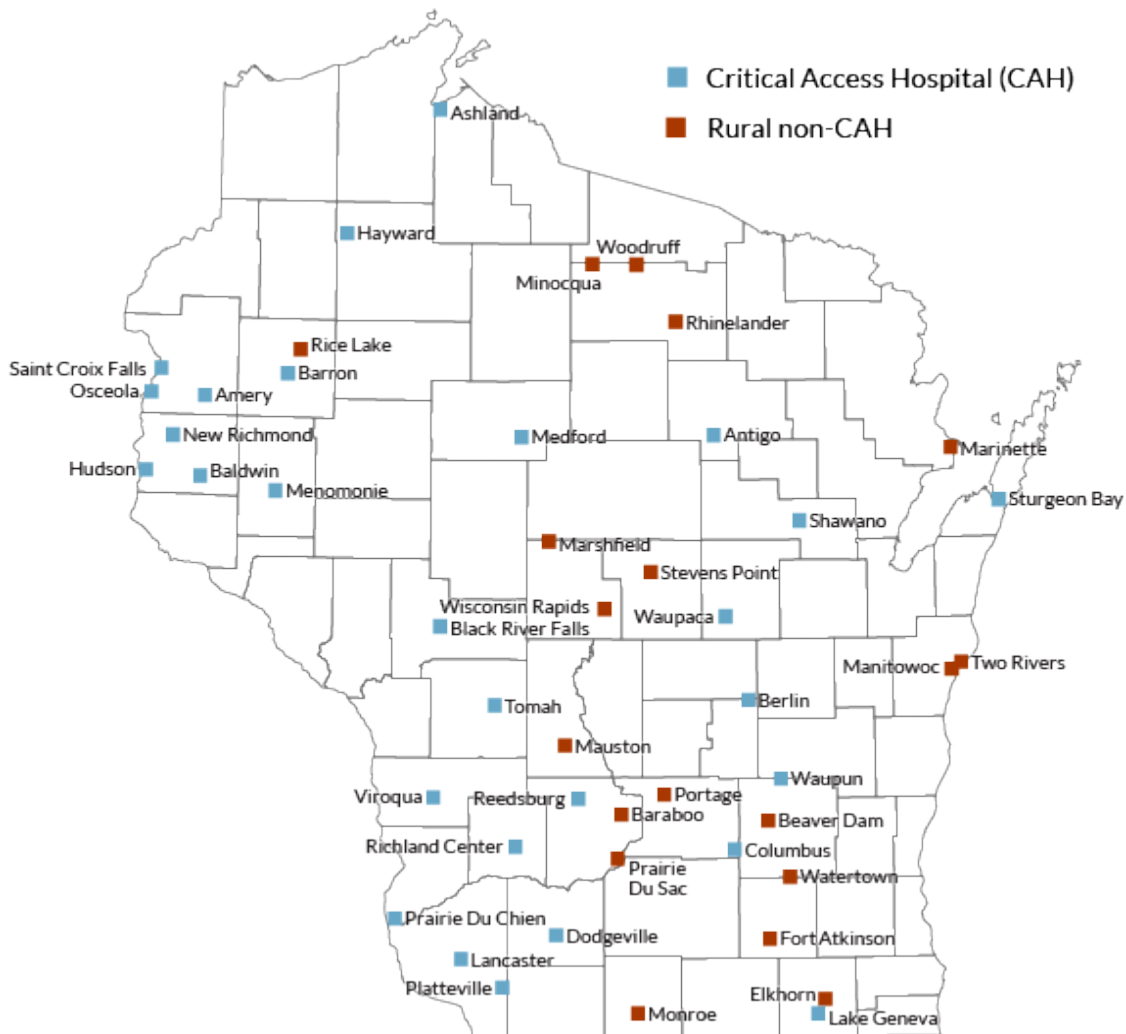 Critical Access Hospital (CAH)
Rural non-CAH
Ashland
Hayward
Woodruff
Minocqua
Rhinelander
Rice Lake
Saint Croix Falls
Barron
Osceola
Amery
New Richmond
Medford
Antigo
Marinette
Hudson
Baldwin
Menomonie
Sturgeon Bay
Shawano
Marshfield
Stevens Point
Wisconsin Rapids
Waupaca
Black River Falls
Two Rivers
Manitowoc
Berlin
Tomah
Mauston
Waupun
Viroqua
Reedsburg
Portage
Baraboo
Beaver Dam
Richland Center
Columbus
Prairie
Du Sac
Watertown
Prairie Du Chien
Dodgeville
Fort Atkinson
Lancaster
Platteville
Elkhorn
Monroe
Lake Geneva